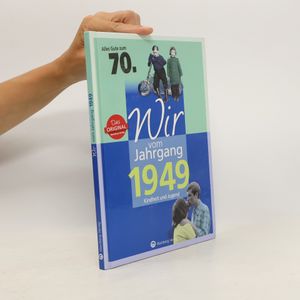 Alles Gute zum
70.
Das
ORIGINAL
Wir
vom
Jahrgang
1949
Kindheit und Jugend